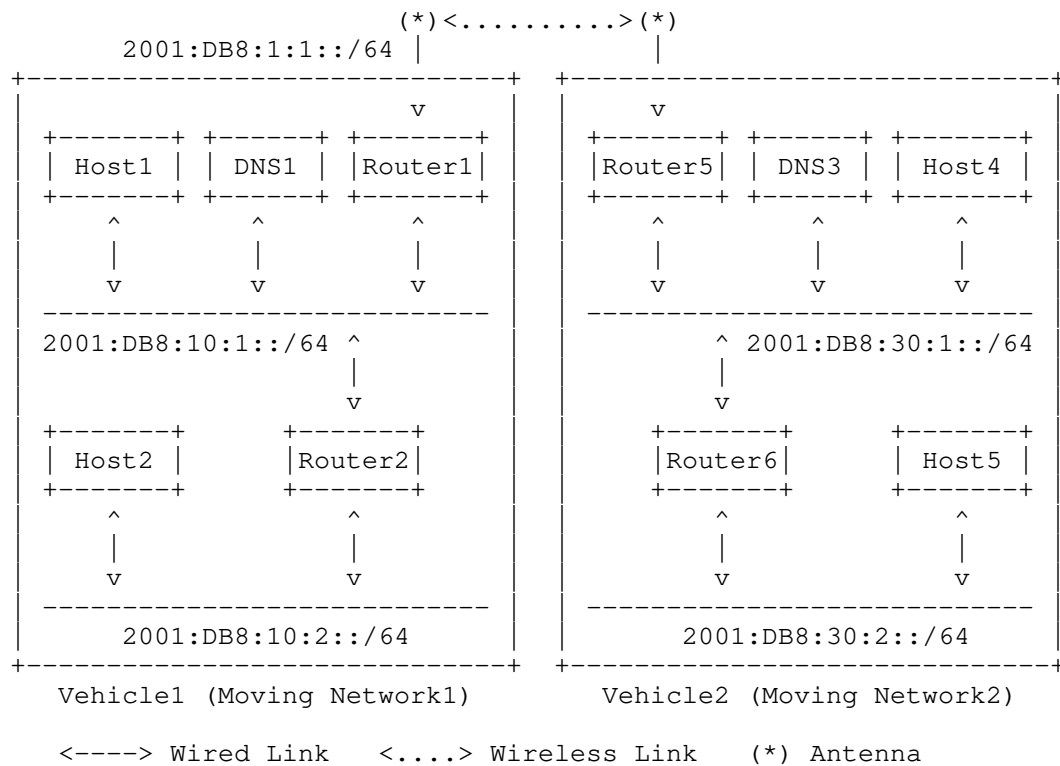 (*)<..........>(*)
2001:DB8:1:1::/64
Host1 DNS1 Router1 Router5 DNS3 Host4
2001:DB8:10:1::/64 2001:DB8:30:1::/64
Host2 Router2 Router6 Host5
2001:DB8:10:2::/64 2001:DB8:30:2::/64
Vehicle1 (Moving Network1) Vehicle2 (Moving Network2)
<----> Wired Link <....> Wireless Link (*) Antenna